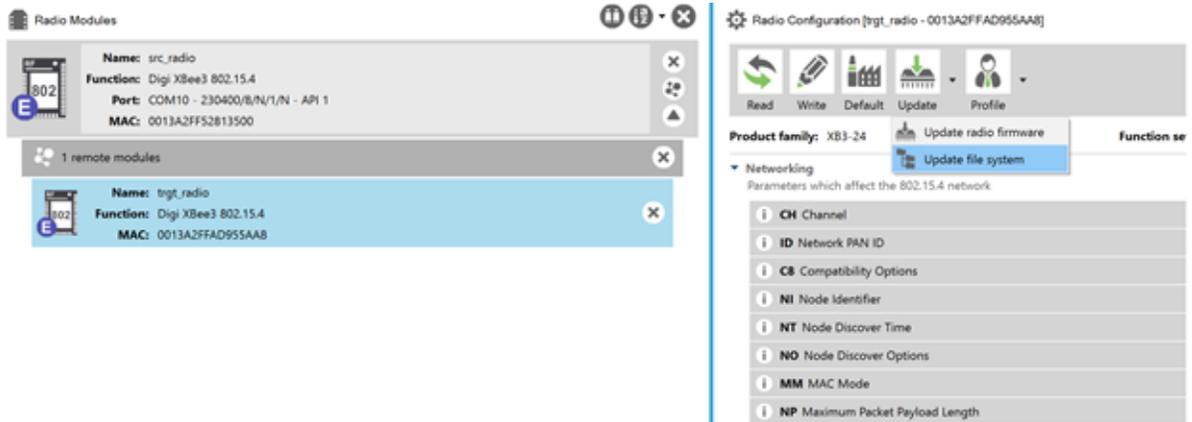 Radio Modules
Name: src_radio
Function: Digi XBee3 802.15.4
Port: COM10 - 230400/8/N/1/N - API 1
MAC: 0013A2FF52813500
802
E
1 remote modules
Name: trgt_radio
Function: Digi XBee3 802.15.4
MAC: 0013A2FFAD955AA8
802
E
Radio Configuration [trgt_radio - 0013A2FFAD955AA8]
Read Write Default Update Profile
Update radio firmware
Update file system
Product family: XB3-24 Function se
Networking
Parameters which affect the 802.15.4 network
i CH Channel
i ID Network PAN ID
i C8 Compatibility Options
i NI Node Identifier
i NT Node Discover Time
i NO Node Discover Options
i MM MAC Mode
i NP Maximum Packet Payload Length